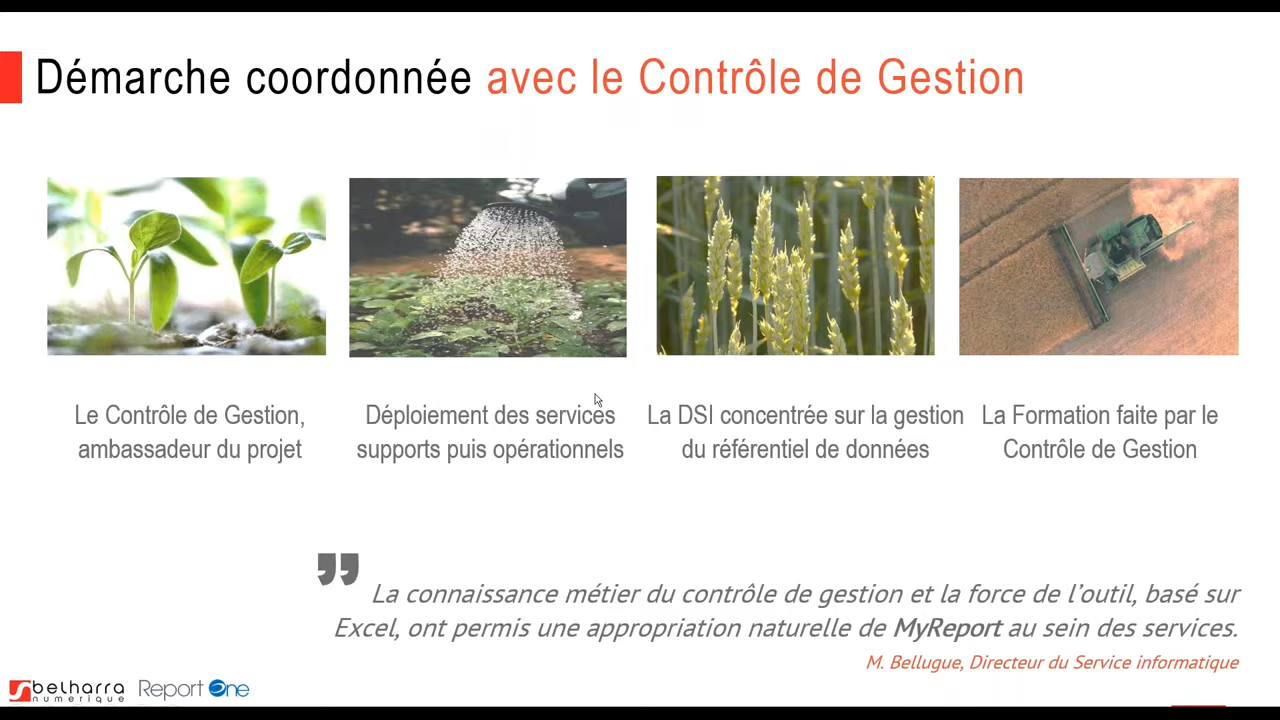 Démarche coordonnée avec le Contrôle de Gestion
Le Contrôle de Gestion,
ambassadeur du projet
Déploiement des services
supports puis opérationnels
La DSI concentrée sur la gestion
du référentiel de données
La Formation faite par le
Contrôle de Gestion
” La connaissance métier du contrôle de gestion et la force de l’outil, basé sur
Excel, ont permis une appropriation naturelle de MyReport au sein des services.
M. Bellugue, Directeur du Service informatique
belharra
numerique
Report One